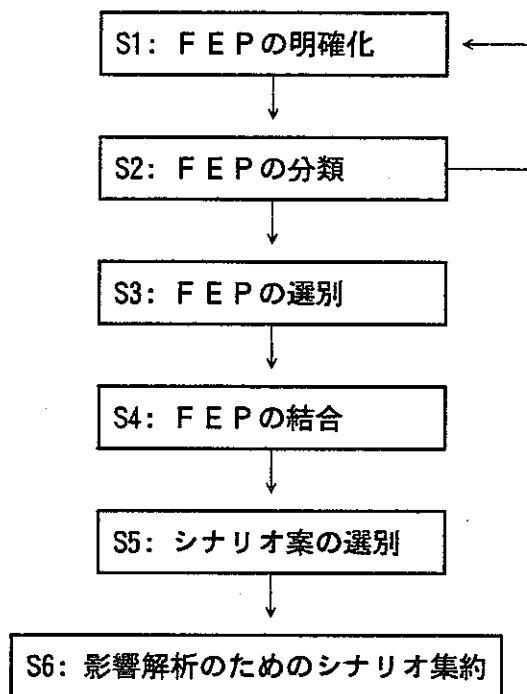 S1: ＦＥＰの明確化
S2: ＦＥＰの分類
S3: ＦＥＰの選別
S4: ＦＥＰの結合
S5: シナリオ案の選別
S6: 影響解析のためのシナリオ集約